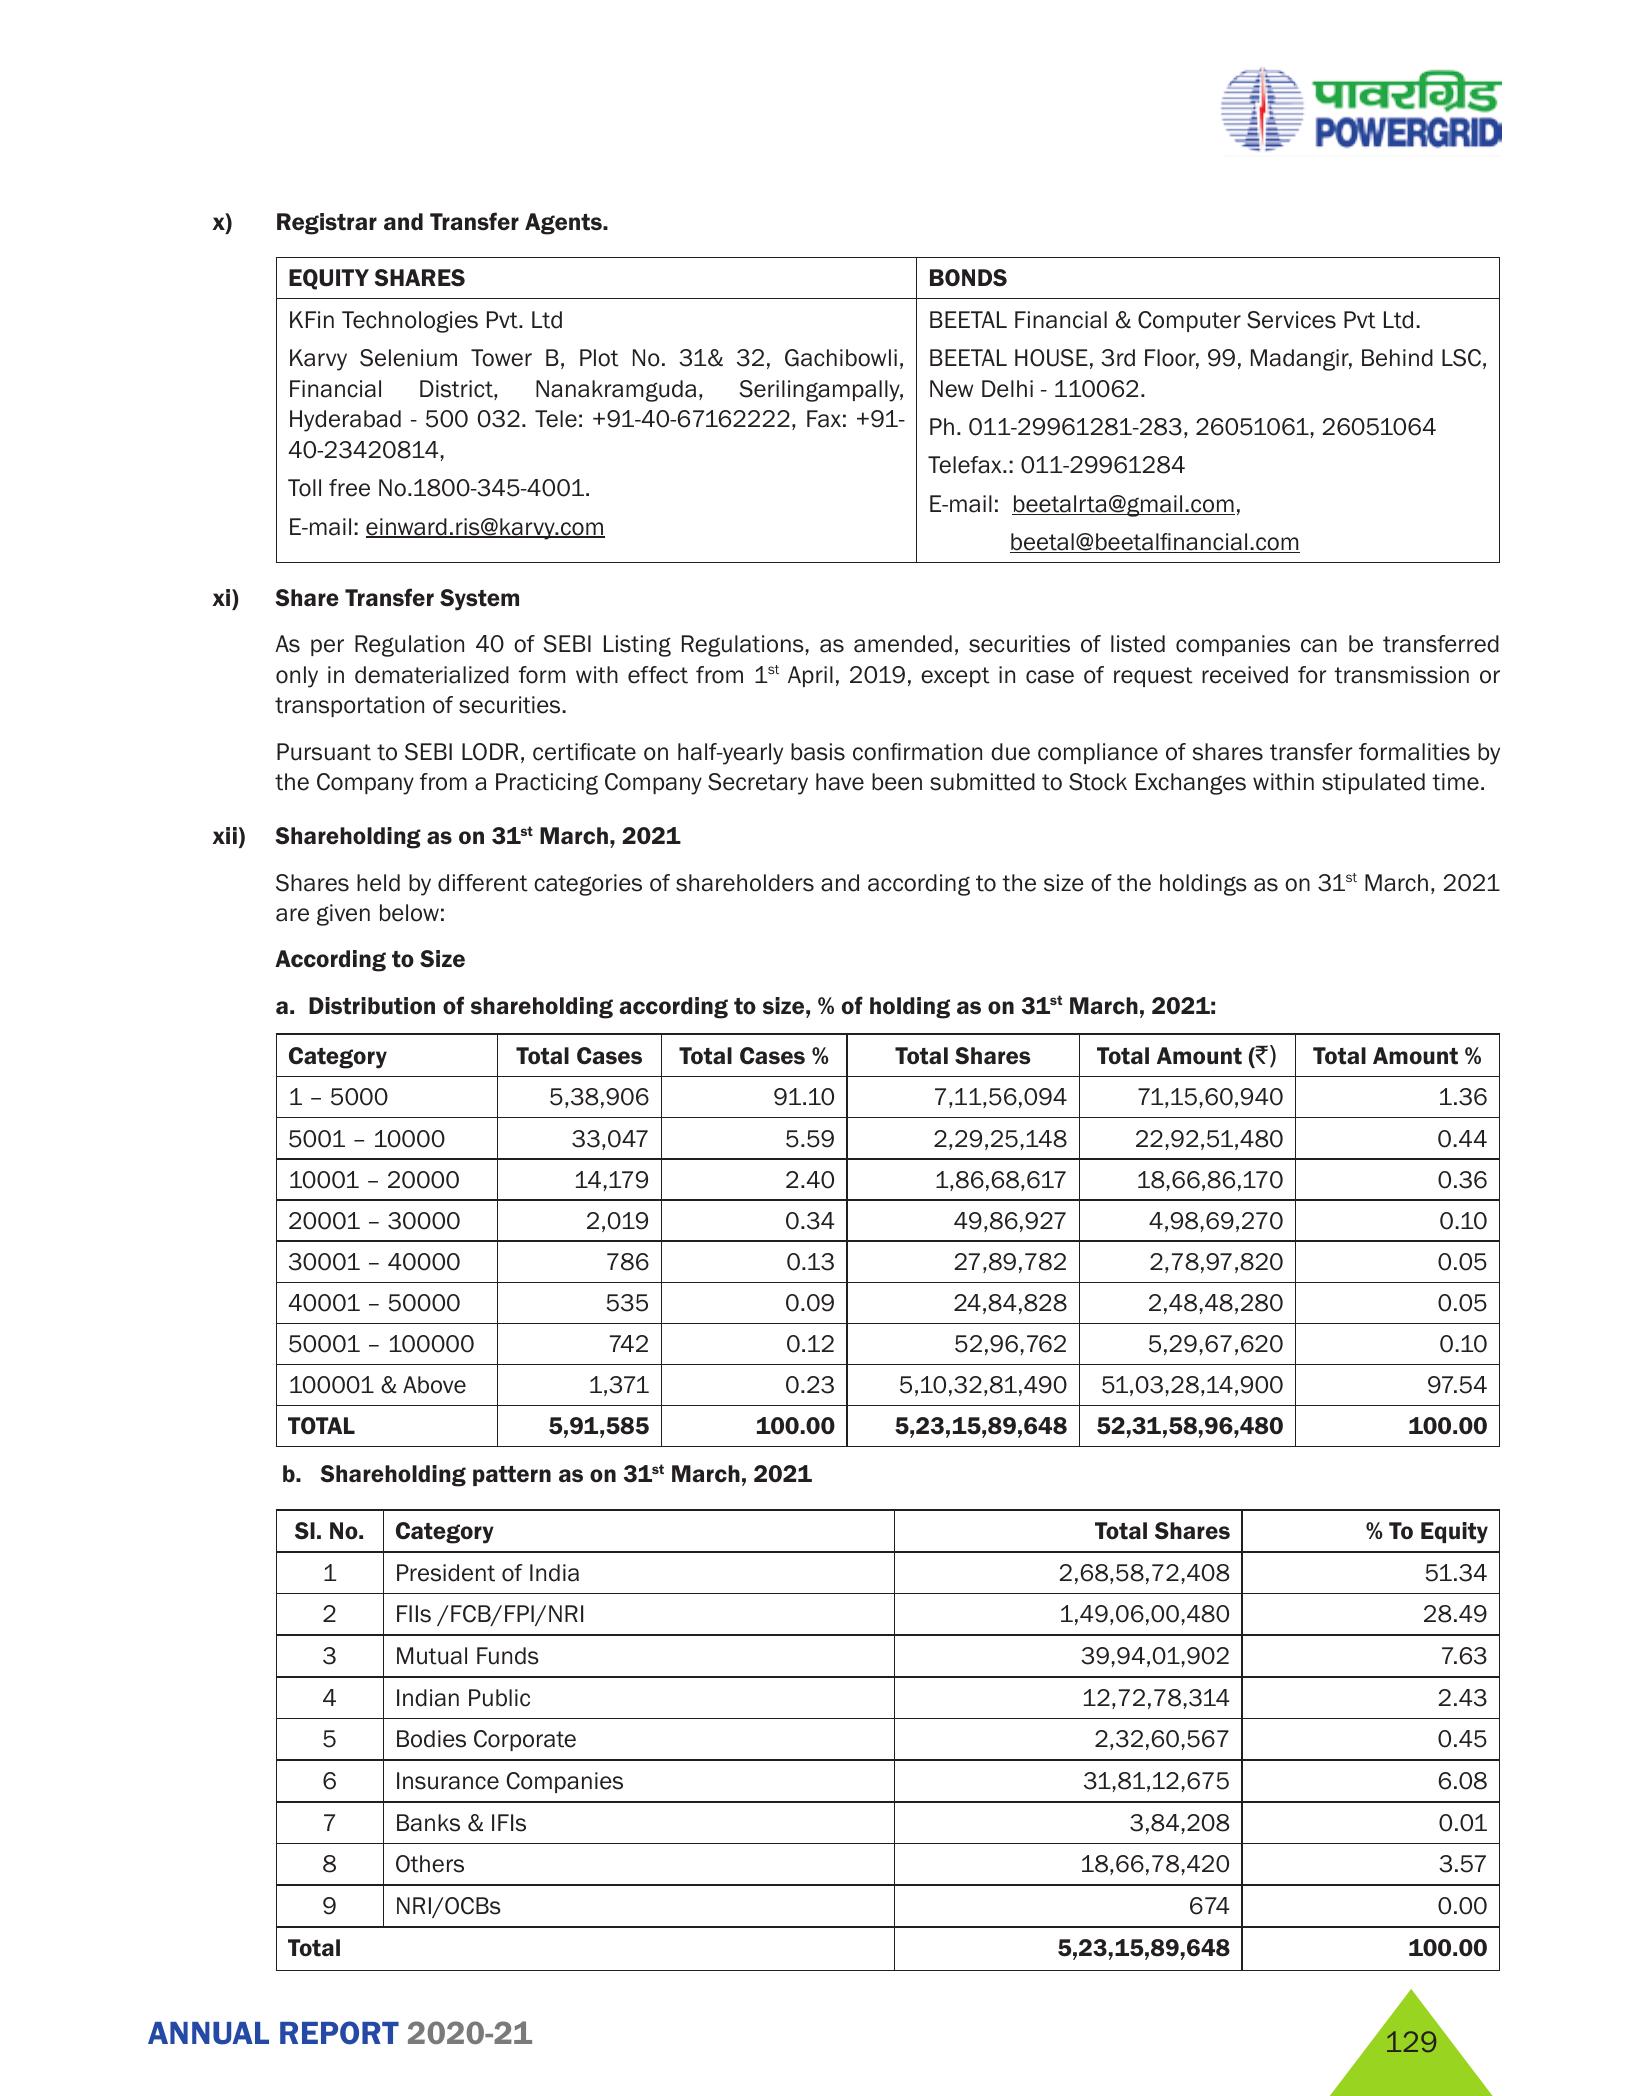 पावरग्रिड
POWERGRID
x) Registrar and Transfer Agents.
EQUITY SHARES BONDS
KFin Technologies Pvt. Ltd
Karvy Selenium Tower B, Plot No. 31& 32, Gachibowli,
Financial District, Nanakramguda, Serilingampally,
Hyderabad - 500 032. Tele: +91-40-67162222, Fax: +91-
40-23420814,
Toll free No.1800-345-4001.
E-mail: einward.ris@karvy.com
BEETAL Financial & Computer Services Pvt Ltd.
BEETAL HOUSE, 3rd Floor, 99, Madangir, Behind LSC,
New Delhi - 110062.
Ph. 011-29961281-283, 26051061, 26051064
Telefax.: 011-29961284
E-mail: beetalrta@gmail.com,
beetal@beetalfinancial.com
xi) Share Transfer System
As per Regulation 40 of SEBI Listing Regulations, as amended, securities of listed companies can be transferred
only in dematerialized form with effect from 1st April, 2019, except in case of request received for transmission or
transportation of securities.
Pursuant to SEBI LODR, certificate on half-yearly basis confirmation due compliance of shares transfer formalities by
the Company from a Practicing Company Secretary have been submitted to Stock Exchanges within stipulated time.
xii) Shareholding as on 31st March, 2021
Shares held by different categories of shareholders and according to the size of the holdings as on 31st March, 2021
are given below:
According to Size
a. Distribution of shareholding according to size, % of holding as on 31st March, 2021:
Category Total Cases Total Cases % Total Shares Total Amount (₹) Total Amount %
1 – 5000 5,38,906 91.10 7,11,56,094 71,15,60,940 1.36
5001 – 10000 33,047 5.59 2,29,25,148 22,92,51,480 0.44
10001 – 20000 14,179 2.40 1,86,68,617 18,66,86,170 0.36
20001 – 30000 2,019 0.34 49,86,927 4,98,69,270 0.10
30001 – 40000 786 0.13 27,89,782 2,78,97,820 0.05
40001 – 50000 535 0.09 24,84,828 2,48,48,280 0.05
50001 – 100000 742 0.12 52,96,762 5,29,67,620 0.10
100001 & Above 1,371 0.23 5,10,32,81,490 51,03,28,14,900 97.54
TOTAL 5,91,585 100.00 5,23,15,89,648 52,31,58,96,480 100.00
b. Shareholding pattern as on 31st March, 2021
Sl. No. Category Total Shares % To Equity
1 President of India 2,68,58,72,408 51.34
2 FIIs /FCB/FPI/NRI 1,49,06,00,480 28.49
3 Mutual Funds 39,94,01,902 7.63
4 Indian Public 12,72,78,314 2.43
5 Bodies Corporate 2,32,60,567 0.45
6 Insurance Companies 31,81,12,675 6.08
7 Banks & IFIs 3,84,208 0.01
8 Others 18,66,78,420 3.57
9 NRI/OCBs 674 0.00
Total 5,23,15,89,648 100.00
ANNUAL REPORT 2020-21
129